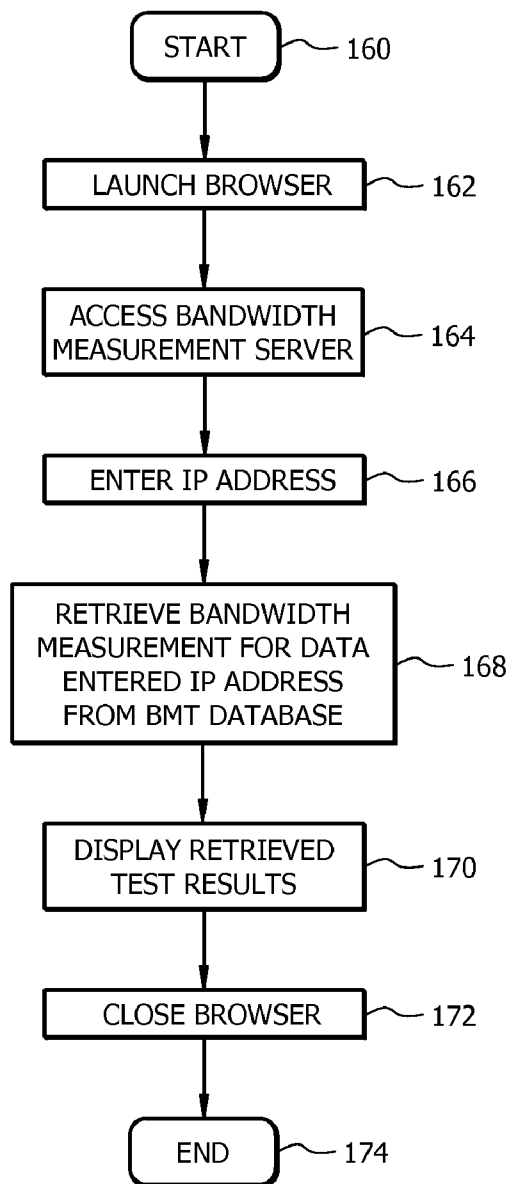 START
160
LAUNCH BROWSER
162
ACCESS BANDWIDTH
MEASUREMENT SERVER
164
ENTER IP ADDRESS
166
RETRIEVE BANDWIDTH
MEASUREMENT FOR DATA
ENTERED IP ADDRESS
FROM BMT DATABASE
168
DISPLAY RETRIEVED
TEST RESULTS
170
CLOSE BROWSER
172
END
174